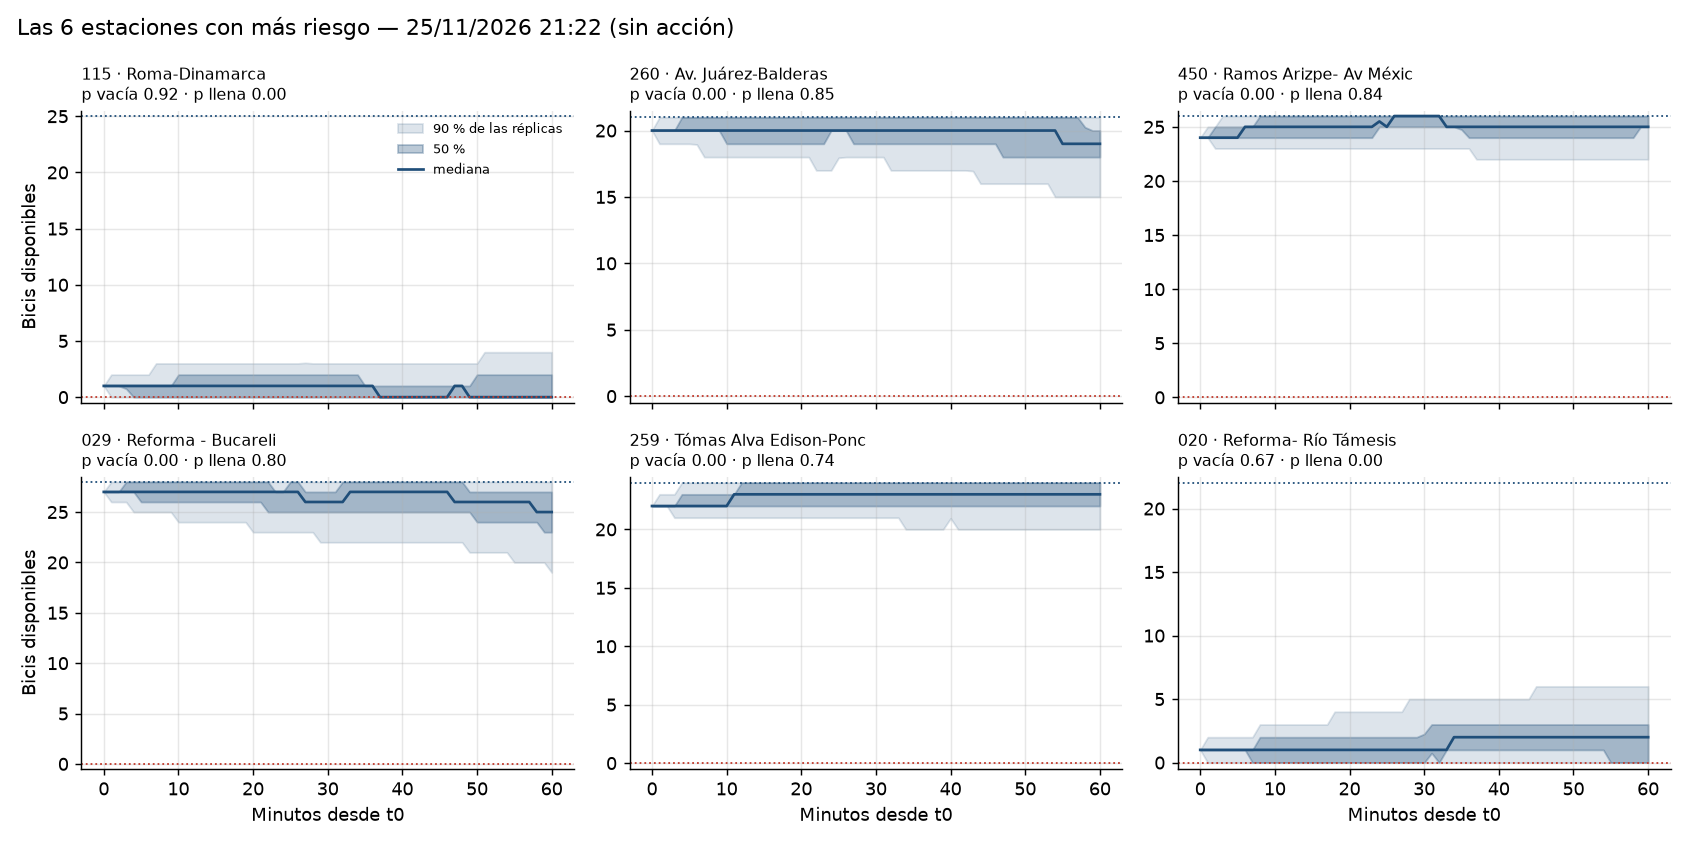 Las 6 estaciones con más riesgo — 25/11/2026 21:22 (sin acción)
115 · Roma-Dinamarca
p vacía 0.92 · p llena 0.00
25
20
15
10
5
0
Bicis disponibles
90 % de las réplicas
50 %
mediana
260 · Av. Juárez-Balderas
p vacía 0.00 · p llena 0.85
20
15
10
5
0
450 · Ramos Arizpe- Av Méxic
p vacía 0.00 · p llena 0.84
25
20
15
10
5
0
029 · Reforma - Bucareli
p vacía 0.00 · p llena 0.80
25
20
15
10
5
0
Bicis disponibles
0 10 20 30 40 50 60
Minutos desde t0
259 · Tómas Alva Edison-Ponc
p vacía 0.00 · p llena 0.74
20
15
10
5
0
0 10 20 30 40 50 60
Minutos desde t0
020 · Reforma- Río Támesis
p vacía 0.67 · p llena 0.00
20
15
10
5
0
0 10 20 30 40 50 60
Minutos desde t0